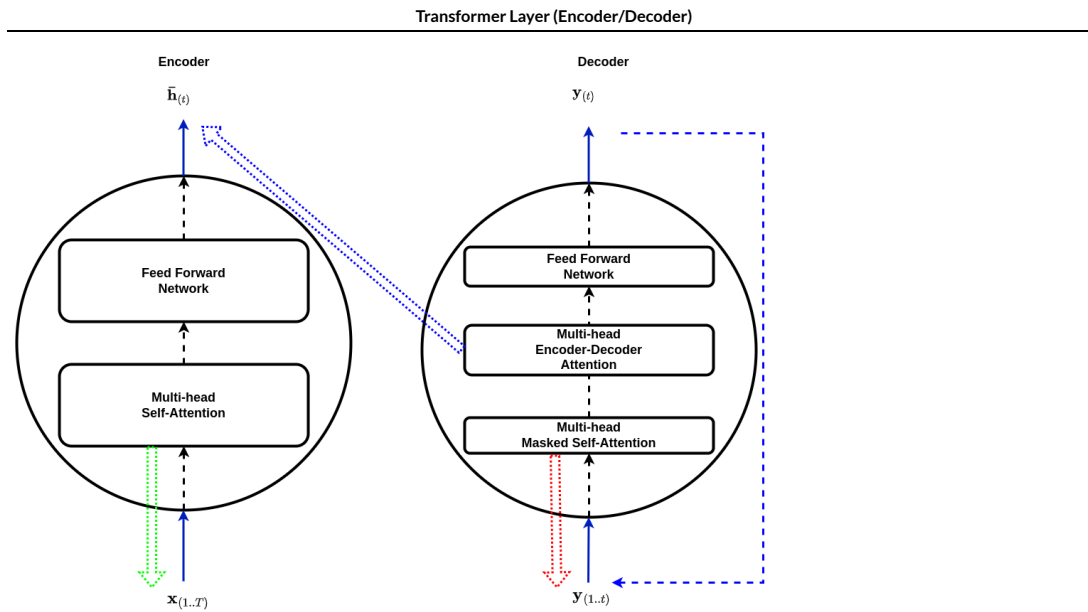 Transformer Layer (Encoder/Decoder)
Encoder
h̄(t)
Feed Forward
Network
Multi-head
Self-Attention
x(1..T)
Decoder
y(t)
Feed Forward
Network
Multi-head
Encoder-Decoder
Attention
Multi-head
Masked Self-Attention
y(1..t)